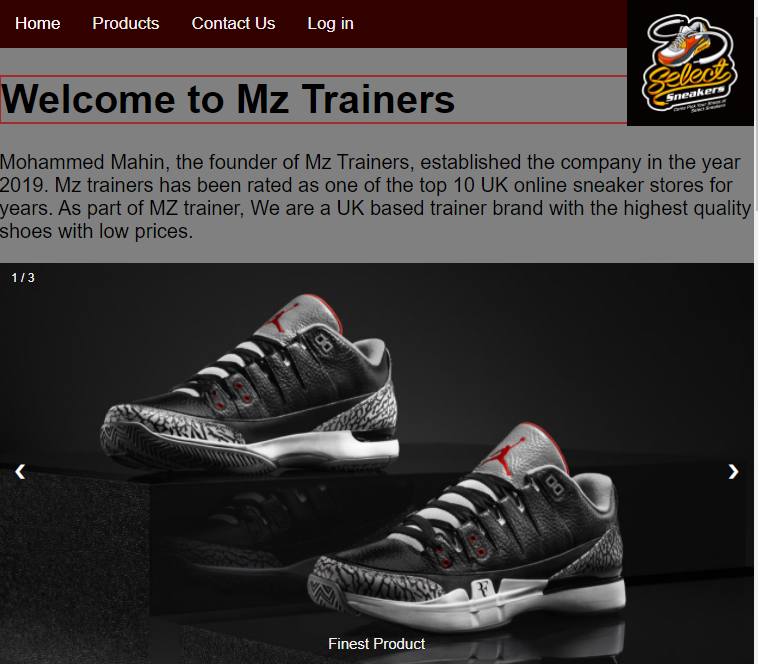 Home Products Contact Us Log in
Select
Sneakers
Welcome to Mz Trainers
Mohammed Mahin, the founder of Mz Trainers, established the company in the year
2019. Mz trainers has been rated as one of the top 10 UK online sneaker stores for
years. As part of MZ trainer, We are a UK based trainer brand with the highest quality
shoes with low prices.
1 / 3
❮ ❯
Finest Product